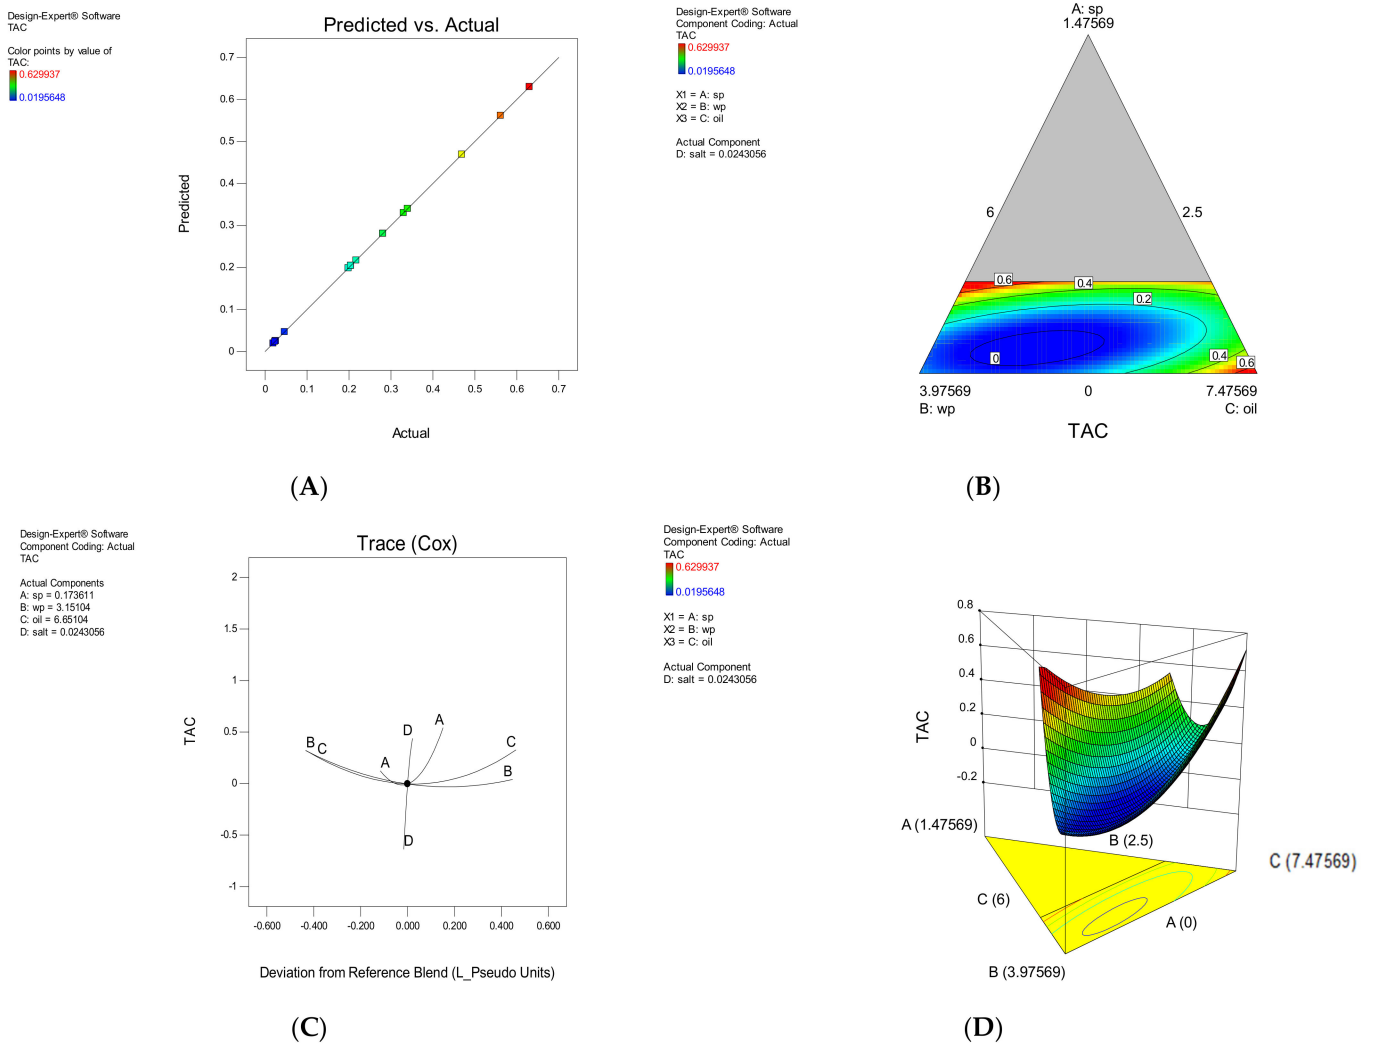 Design-Expert® Software
TAC
Color points by value of
TAC:
0.629937
0.0195648
Predicted vs. Actual
0.7
0.6
0.5
0.4
0.3
0.2
0.1
0
Predicted
0 0.1 0.2 0.3 0.4 0.5 0.6 0.7
Actual
(A)
Design-Expert® Software
Component Coding: Actual
TAC
0.629937
0.0195648
X1 = A: sp
X2 = B: wp
X3 = C: oil
Actual Component
D: salt = 0.0243056
A: sp
1.47569
6 2.5
0.6 0.4 0.2
0 0.4 0.6
3.97569 0 7.47569
B: wp C: oil
TAC
(B)
Design-Expert® Software
Component Coding: Actual
TAC
Actual Components
A: sp = 0.173611
B: wp = 3.15104
C: oil = 6.65104
D: salt = 0.0243056
Trace (Cox)
2
1.5
1
0.5
0
-0.5
-1
TAC
B C A D A C B
D
-0.600 -0.400 -0.200 0.000 0.200 0.400 0.600
Deviation from Reference Blend (L_Pseudo Units)
(C)
Design-Expert® Software
Component Coding: Actual
TAC
0.629937
0.0195648
X1 = A: sp
X2 = B: wp
X3 = C: oil
Actual Component
D: salt = 0.0243056
0.8
0.6
0.4
0.2
0
-0.2
TAC
A (1.47569)
B (2.5)
C (7.47569)
C (6)
A (0)
B (3.97569)
(D)